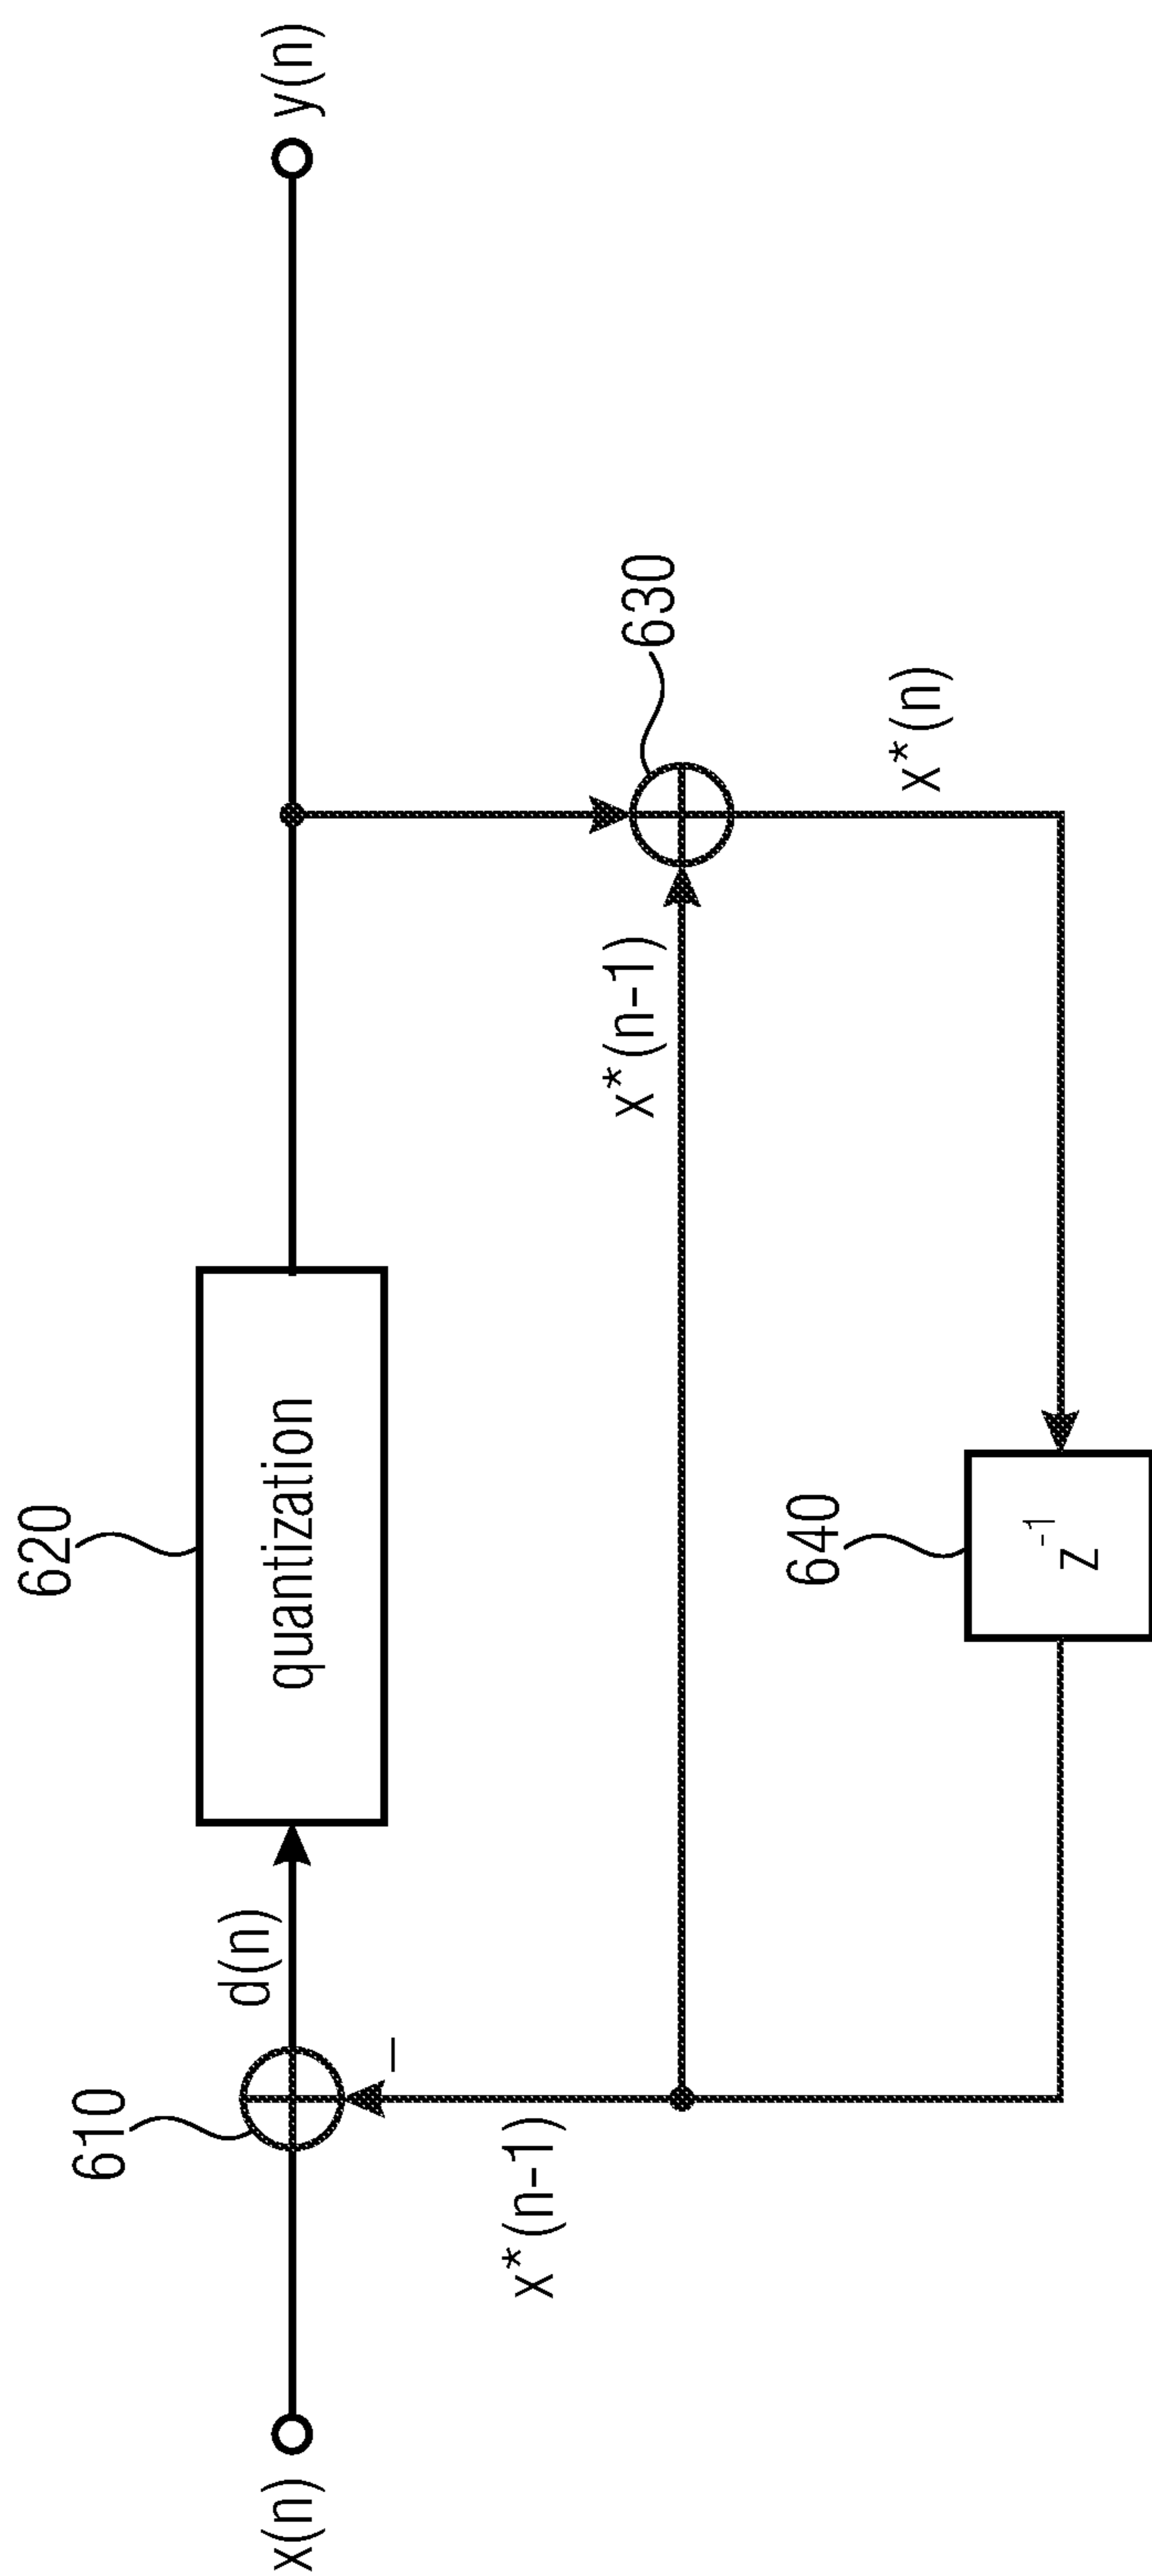 620
640
610
630
quantization
d(n)
–
x(n)
y(n)
x*(n-1)
x*(n-1)
x*(n)
z⁻¹